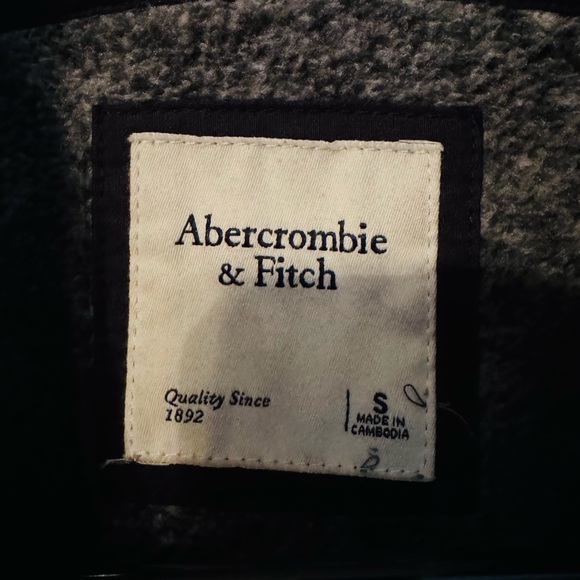 Abercrombie
& Fitch
Quality Since
1892
S
MADE IN
CAMBODIA